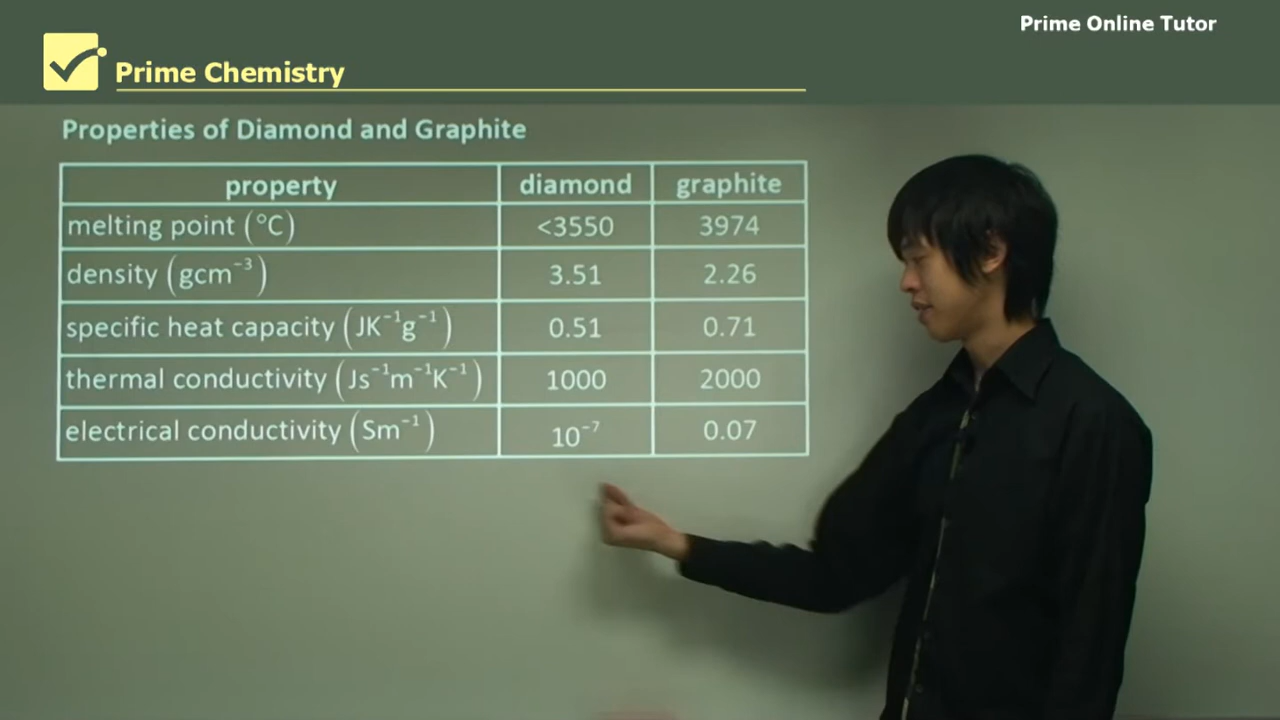 Prime Online Tutor
Prime Chemistry
Properties of Diamond and Graphite
property diamond graphite
melting point (°C) <3550 3974
density (gcm⁻³) 3.51 2.26
specific heat capacity (JK⁻¹g⁻¹) 0.51 0.71
thermal conductivity (Js⁻¹m⁻¹K⁻¹) 1000 2000
electrical conductivity (Sm⁻¹) 10⁻⁷ 0.07